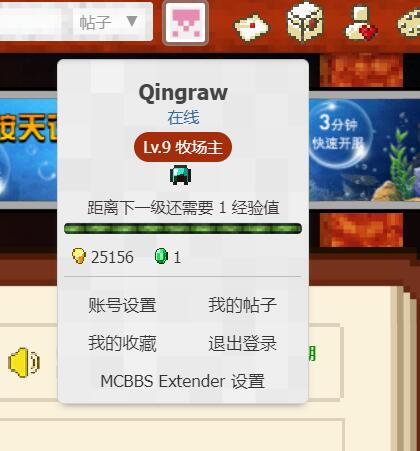 帖子 ▼
按天
3分钟
快速开服
Qingraw
在线
Lv.9 牧场主
距离下一级还需要 1 经验值
25156 1
账号设置 我的帖子
我的收藏 退出登录
MCBBS Extender 设置